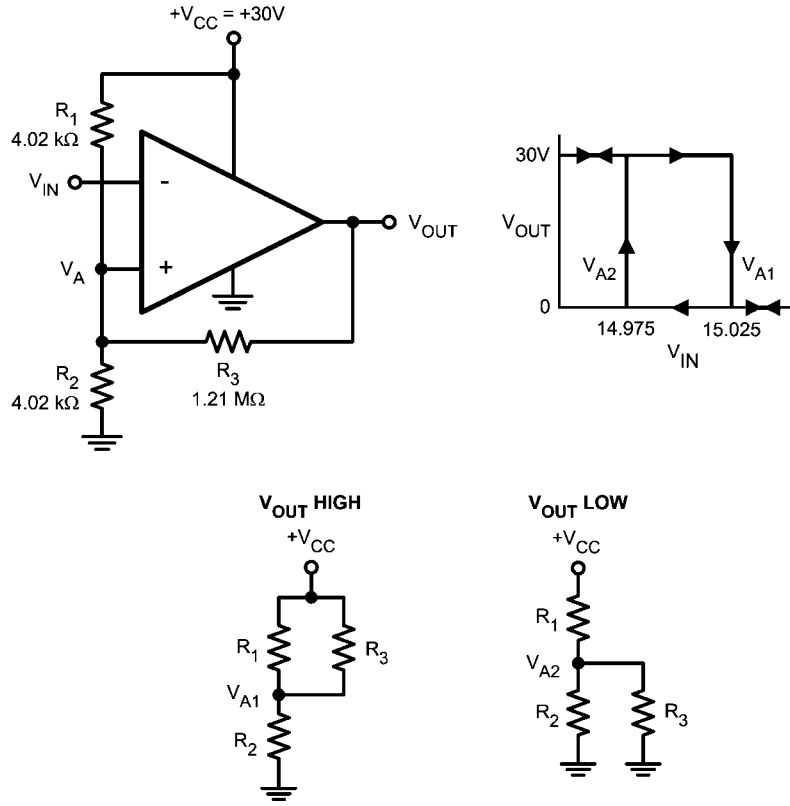 +VCC = +30V
R1
4.02 kΩ
VIN
-
VA
+
VOUT
R2
4.02 kΩ
R3
1.21 MΩ
30V
VOUT
VA2
VA1
0
14.975
15.025
VIN
VOUT HIGH
+VCC
R1
R3
VA1
R2
VOUT LOW
+VCC
R1
VA2
R2
R3